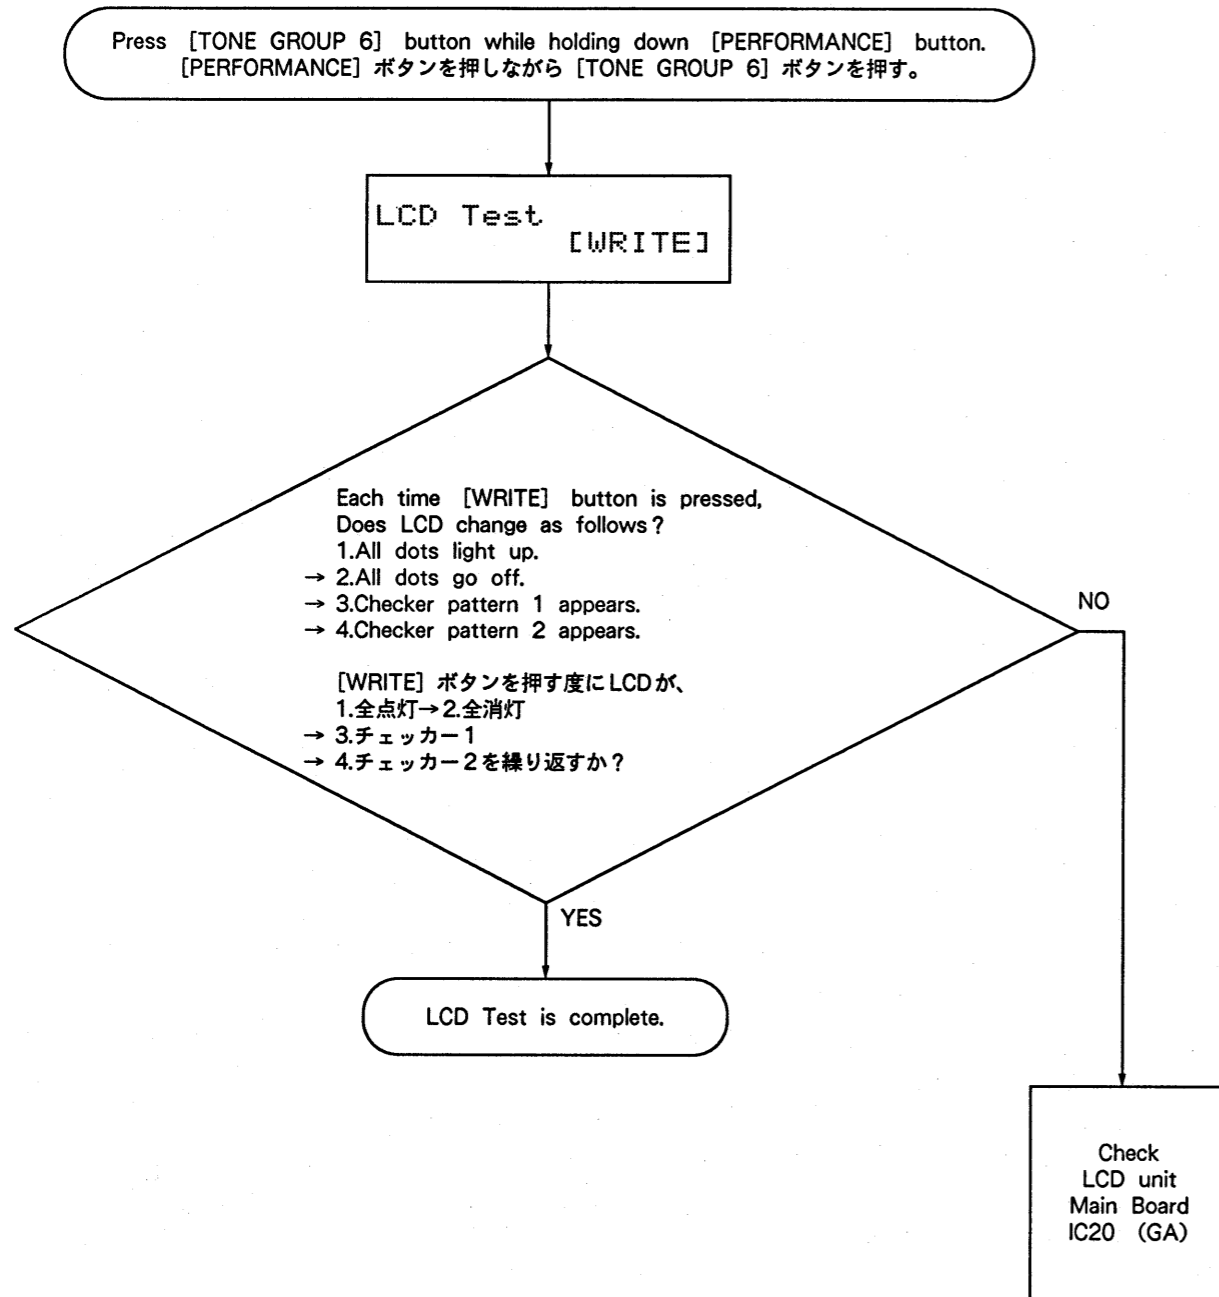 Press [TONE GROUP 6] button while holding down [PERFORMANCE] button.
[PERFORMANCE] ボタンを押しながら [TONE GROUP 6] ボタンを押す。
LCD Test
[WRITE]
Each time [WRITE] button is pressed,
Does LCD change as follows?
1.All dots light up.
→ 2.All dots go off.
→ 3.Checker pattern 1 appears.
→ 4.Checker pattern 2 appears.
[WRITE] ボタンを押す度にLCDが、
1.全点灯→2.全消灯
→ 3.チェッカー1
→ 4.チェッカー2を繰り返すか?
NO
YES
LCD Test is complete.
Check
LCD unit
Main Board
IC20 (GA)